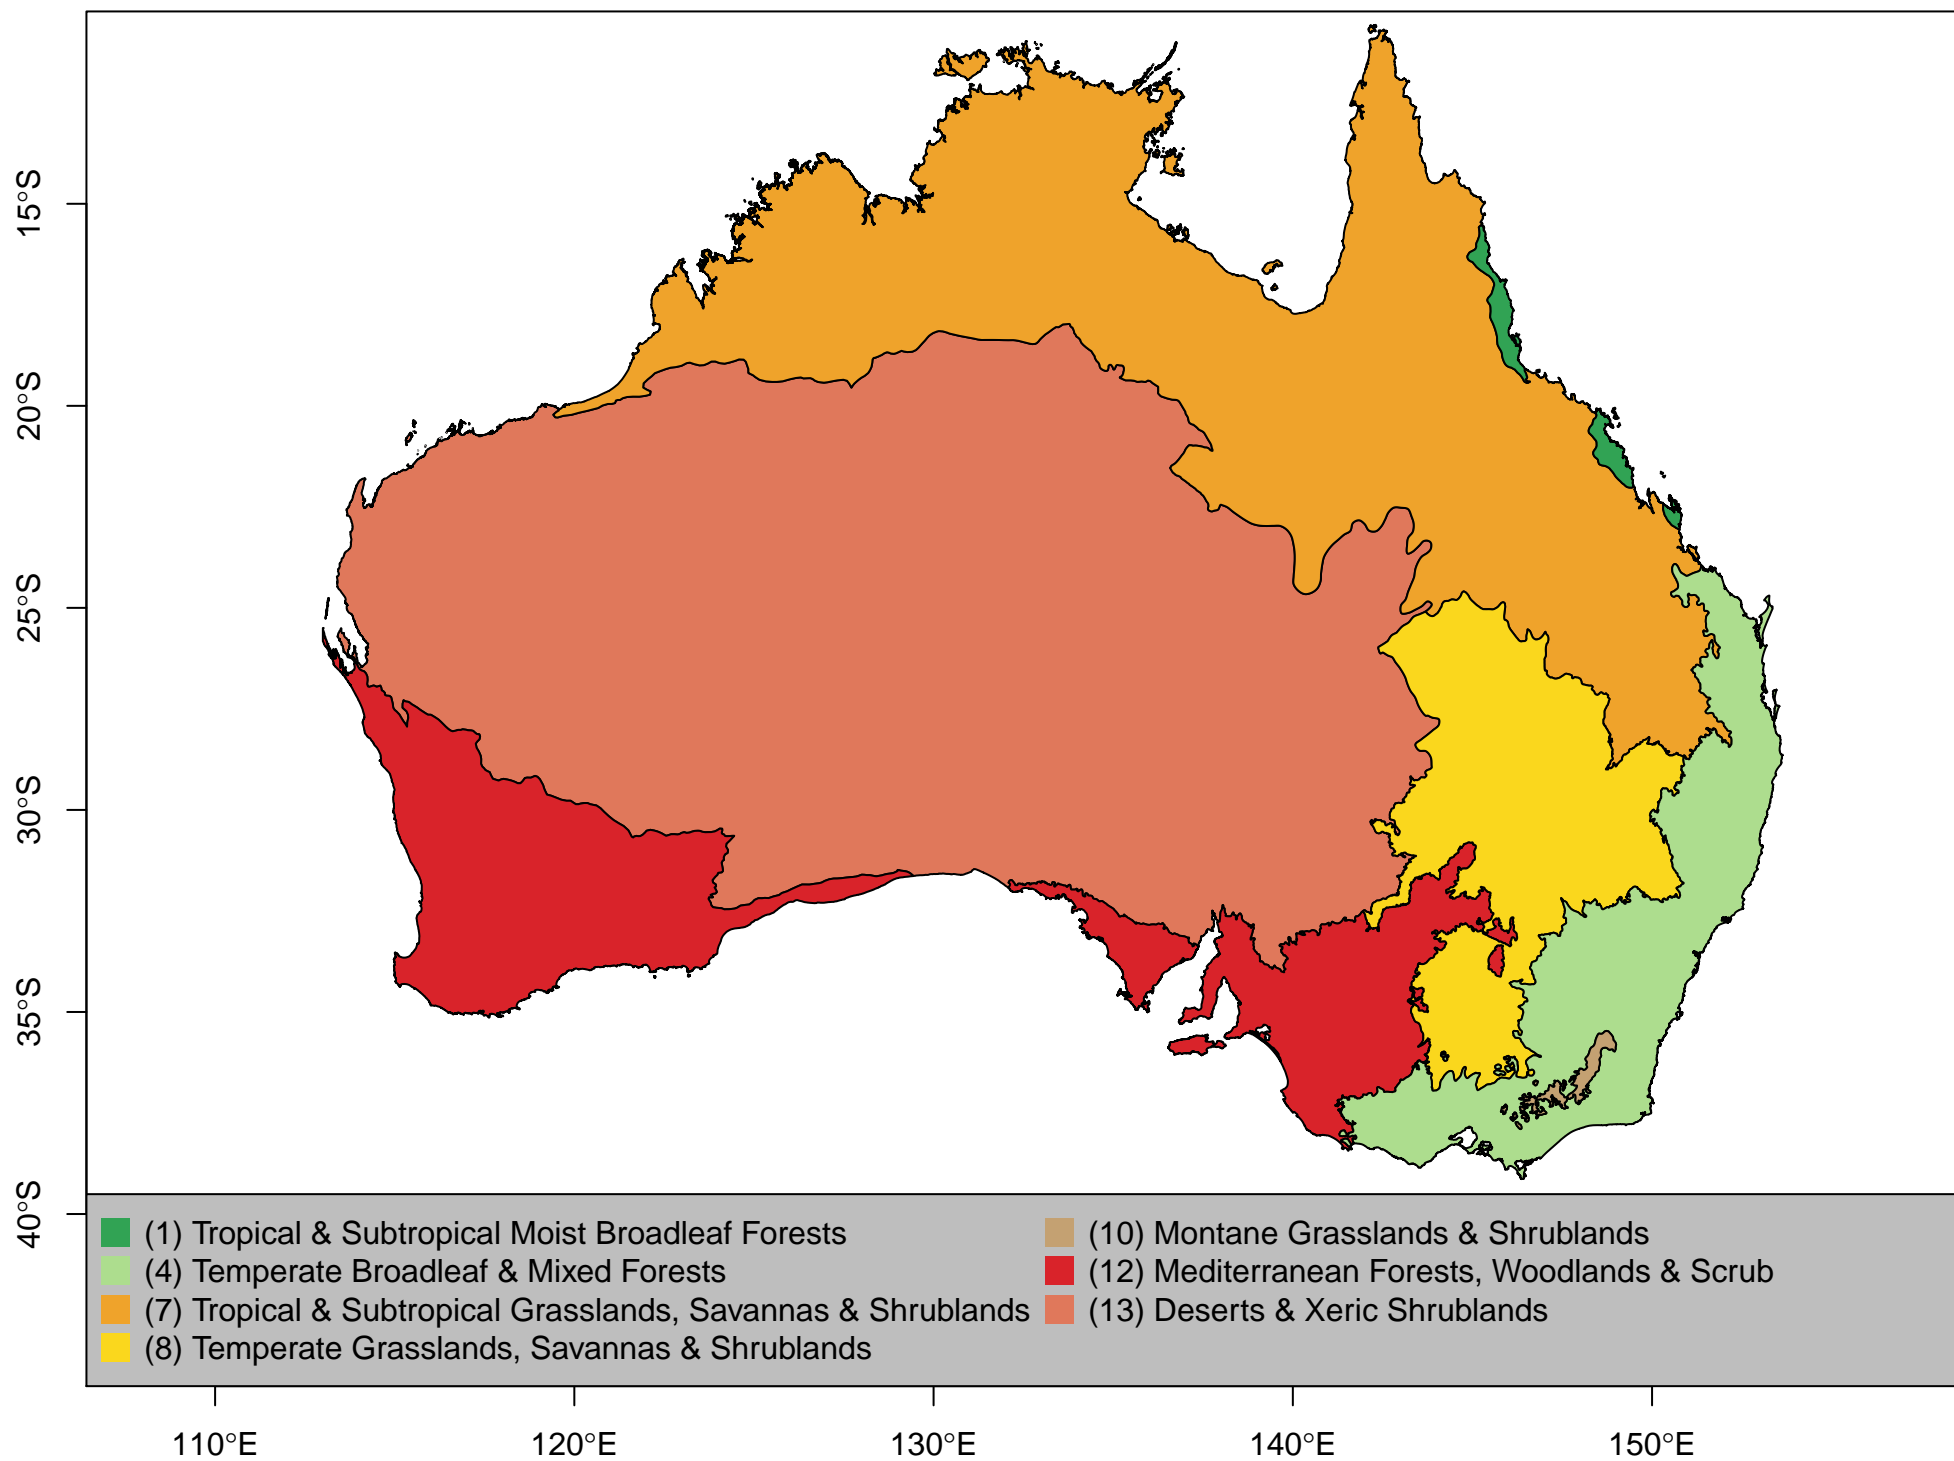 15°S
20°S
25°S
30°S
35°S
40°S
(1) Tropical & Subtropical Moist Broadleaf Forests
(4) Temperate Broadleaf & Mixed Forests
(7) Tropical & Subtropical Grasslands, Savannas & Shrublands
(8) Temperate Grasslands, Savannas & Shrublands
(10) Montane Grasslands & Shrublands
(12) Mediterranean Forests, Woodlands & Scrub
(13) Deserts & Xeric Shrublands
110°E
120°E
130°E
140°E
150°E